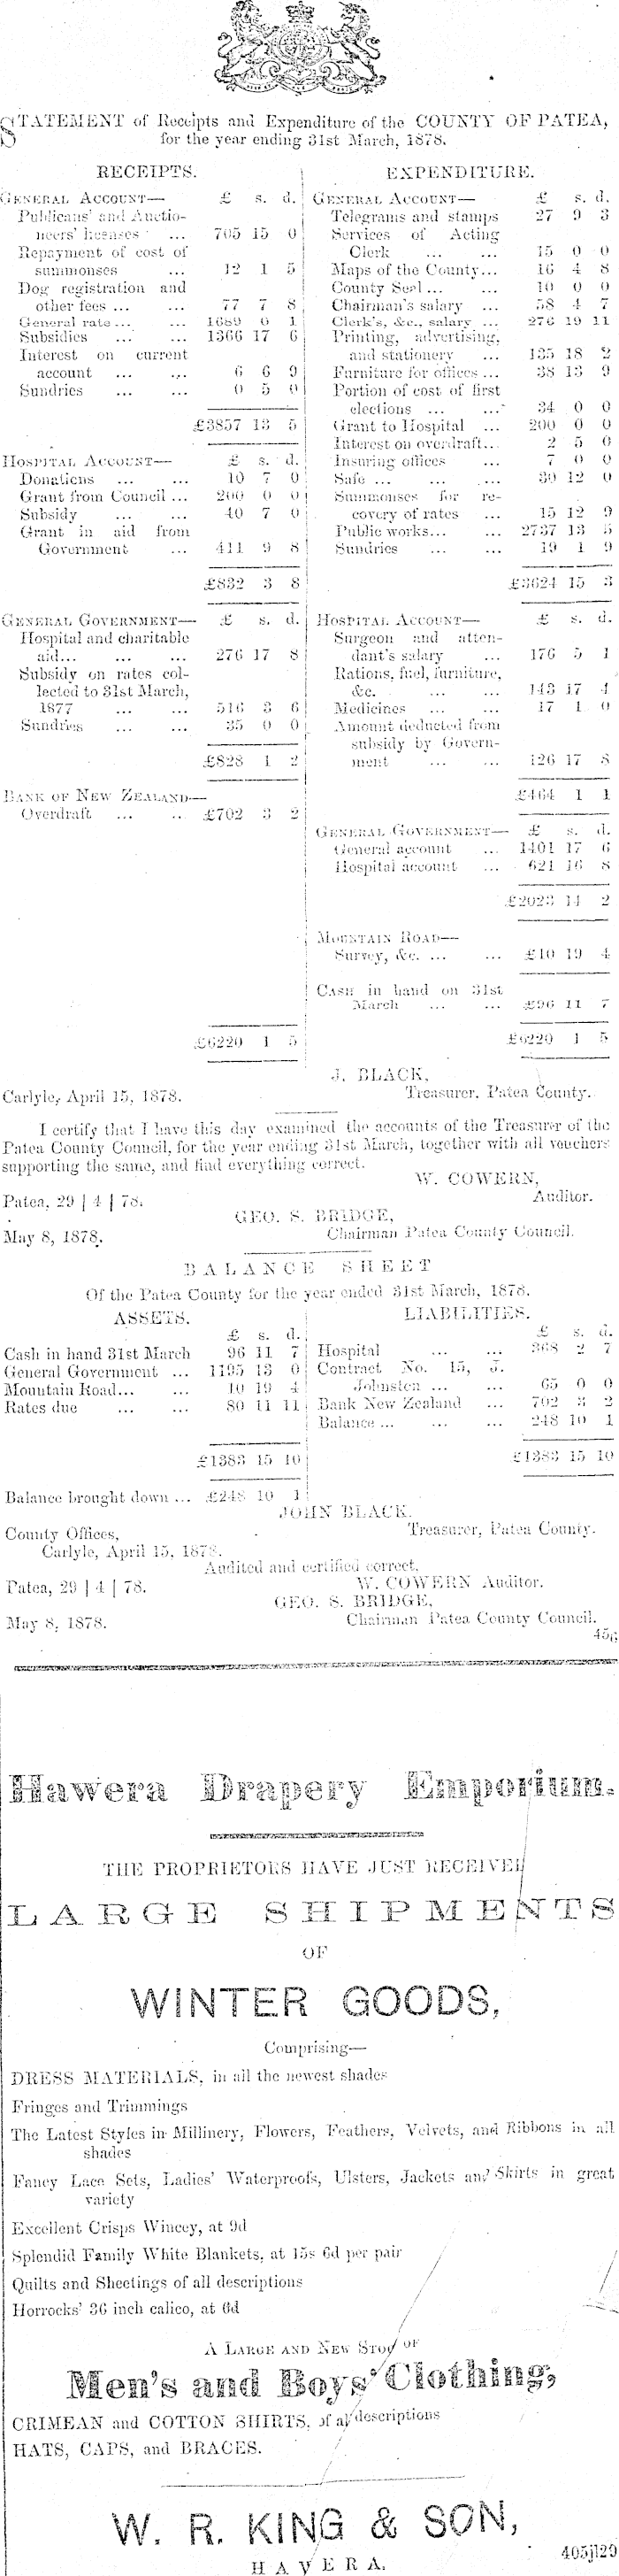 STATEMENT of Receipts and Expenditure of the COUNTY OF PATEA,
for the year ending 31st March, 1878.
RECEIPTS.
GENERAL ACCOUNT— £ s. d.
Publicans' and Auctio-
neers' licenses ... 705 15 0
Repayment of cost of
summonses ... 12 1 5
Dog registration and
other fees ... ... 77 7 8
General rate ... ... 1689 6 1
Subsidies ... ... 1366 17 6
Interest on current
account ... ... 6 6 9
Sundries ... ... 0 5 0
£3857 13 5
HOSPITAL ACCOUNT— £ s. d.
Donations ... ... 10 7 0
Grant from Council ... 200 0 0
Subsidy ... ... 40 7 0
Grant in aid from
Government ... 411 9 8
£832 3 8
GENERAL GOVERNMENT— £ s. d.
Hospital and charitable
aid... ... ... 276 17 8
Subsidy on rates col-
lected to 31st March,
1877 ... ... 516 3 6
Sundries ... ... 35 0 0
£828 1 2
BANK OF NEW ZEALAND—
Overdraft ... ... £702 3 2
£6220 1 5
EXPENDITURE.
GENERAL ACCOUNT— £ s. d.
Telegrams and stamps 27 9 3
Services of Acting
Clerk ... ... 15 0 0
Maps of the County... 16 4 8
County Seal ... ... 10 0 0
Chairman's salary ... 58 4 7
Clerk's, &c., salary ... 276 19 11
Printing, advertising,
and stationery ... 135 18 2
Furniture for offices ... 38 13 9
Portion of cost of first
elections ... ... 34 0 0
Grant to Hospital ... 200 0 0
Interest on overdraft... 2 5 0
Insuring offices ... 7 0 0
Safe ... ... ... 30 12 0
Summonses for re-
covery of rates ... 15 12 9
Public works... ... 2737 13 5
Sundries ... ... 19 1 9
£3624 15 3
HOSPITAL ACCOUNT— £ s. d.
Surgeon and atten-
dant's salary ... 176 5 1
Rations, fuel, furniture,
&c. ... ... 143 17 4
Medicines ... ... 17 1 0
Amount deducted from
subsidy by Govern-
ment ... ... 126 17 8
£464 1 1
GENERAL GOVERNMENT— £ s. d.
General account ... 1401 17 6
Hospital account ... 621 16 8
£2023 14 2
MOUNTAIN ROAD—
Survey, &c. ... ... £10 19 4
CASH in hand on 31st
March ... ... £96 11 7
£6220 1 5
J. BLACK,
Carlyle, April 15, 1878. Treasurer, Patea County.
I certify that I have this day examined the accounts of the Treasurer of the
Patea County Council, for the year ending 31st March, together with all vouchers
supporting the same, and find everything correct.
W. COWERN,
Patea, 29 | 4 | 78. Auditor.
GEO. S. BRIDGE,
May 8, 1878. Chairman Patea County Council.
BALANCE SHEET
Of the Patea County for the year ended 31st March, 1878.
ASSETS.
£ s. d.
Cash in hand 31st March 96 11 7
General Government ... 1195 13 0
Mountain Road... ... 10 19 4
Rates due ... ... 80 11 11
£1383 15 10
Balance brought down ... £248 10 1
LIABILITIES.
£ s. d.
Hospital ... ... 368 2 7
Contract No. 15, J.
Johnston ... ... 65 0 0
Bank New Zealand ... 702 3 2
Balance ... ... ... 248 10 1
£1383 15 10
JOHN BLACK.
County Offices, Treasurer, Patea County.
Carlyle, April 15, 1878.
Audited and certified correct.
Patea, 29 | 4 | 78. W. COWERN Auditor.
GEO. S. BRIDGE,
May 8, 1878. Chairman Patea County Council.
Hawera Drapery Emporium.
THE PROPRIETORS HAVE JUST RECEIVED
LARGE SHIPMENTS
OF
WINTER GOODS,
Comprising—
DRESS MATERIALS, in all the newest shades
Fringes and Trimmings
The Latest Styles in Millinery, Flowers, Feathers, Velvets, and Ribbons in all
shades
Fancy Lace Sets, Ladies' Waterproofs, Ulsters, Jackets and Skirts in great
variety
Excellent Crisps Wincey, at 9d
Splendid Family White Blankets, at 15s 6d per pair
Quilts and Sheetings of all descriptions
Horrocks' 36 inch calico, at 6d
A LARGE AND NEW STOCK OF
Men's and Boys' Clothing,
CRIMEAN and COTTON SHIRTS, of all descriptions
HATS, CAPS, and BRACES.
W. R. KING & SON,
HAWERA.
405jl29